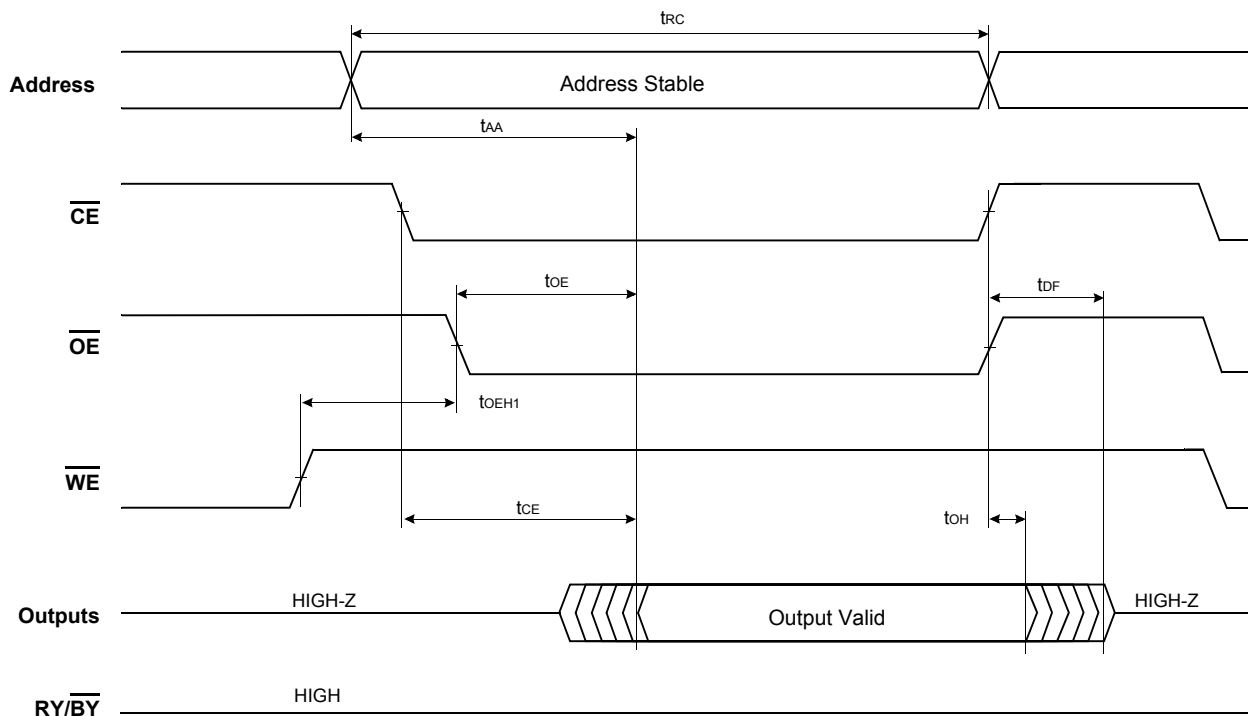 tRC
Address
Address Stable
tAA
CE
tOE
tDF
OE
tOEH1
WE
tCE
tOH
HIGH-Z
HIGH-Z
Outputs
Output Valid
HIGH
RY/BY